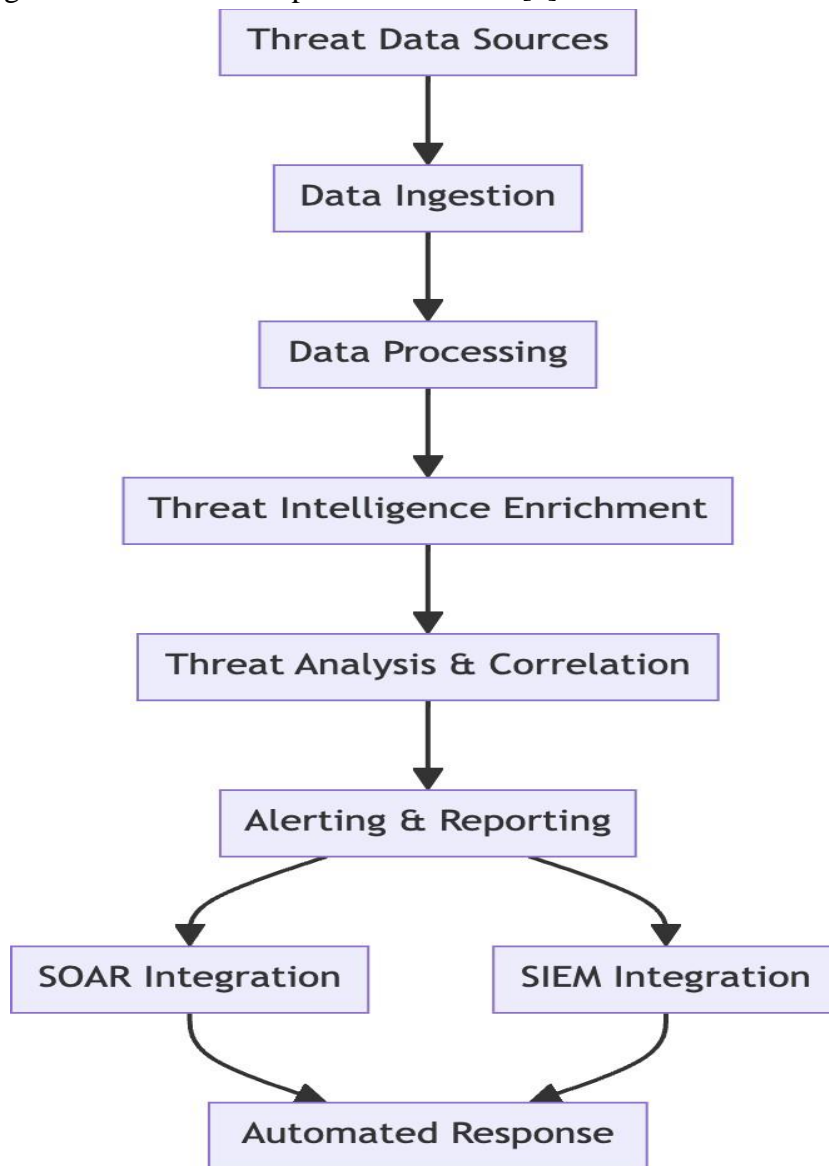 Threat Data Sources
Data Ingestion
Data Processing
Threat Intelligence Enrichment
Threat Analysis & Correlation
Alerting & Reporting
SOAR Integration
SIEM Integration
Automated Response